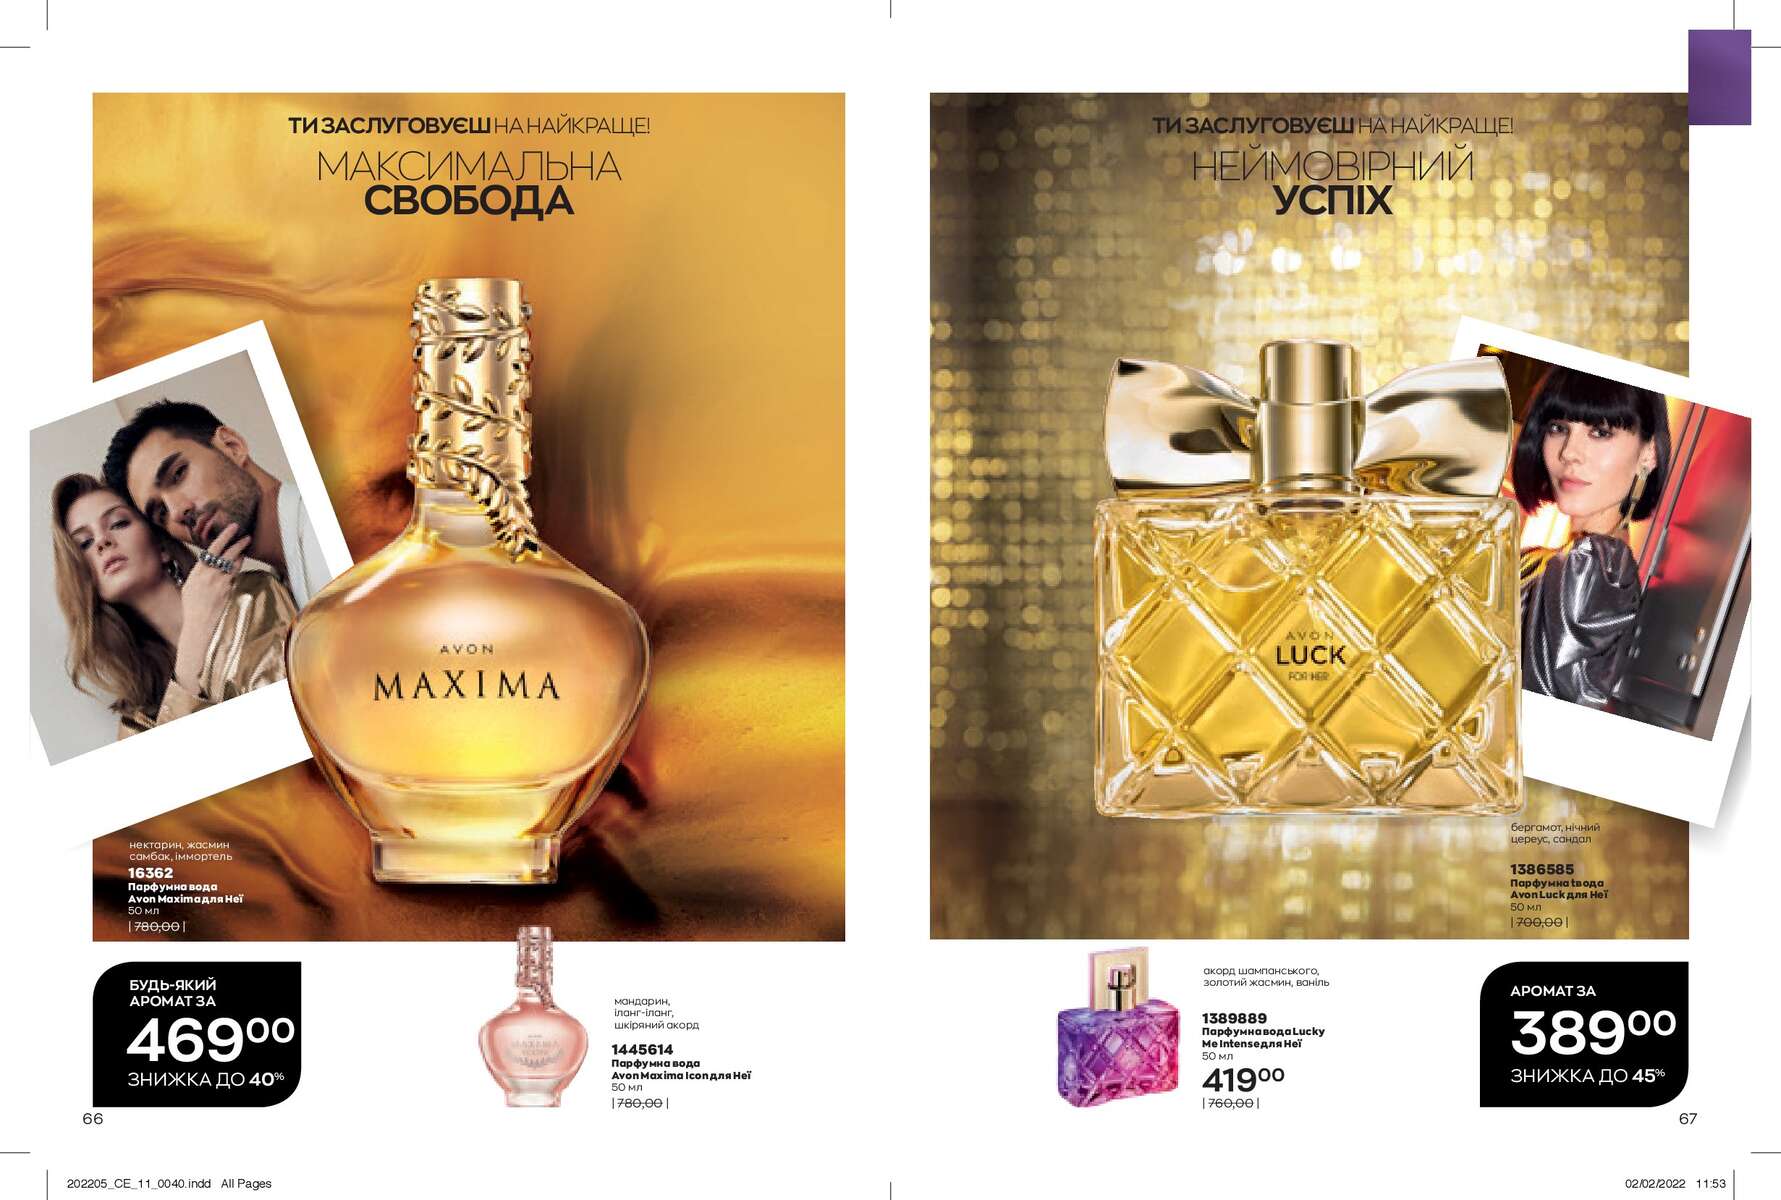 ТИ ЗАСЛУГОВУЄШ НА НАЙКРАЩЕ!
МАКСИМАЛЬНА
СВОБОДА
AVON
MAXIMA
нектарин, жасмин
самбак, іммортель
16362
Парфумна вода
Avon Maxima для Неї
50 мл
| 780,00 |
БУДЬ-ЯКИЙ
АРОМАТ ЗА
469⁰⁰
ЗНИЖКА ДО 40%
мандарин,
іланг-іланг,
шкіряний акорд
1445614
Парфумна вода
Avon Maxima Icon для Неї
50 мл
| 780,00 |
66
ТИ ЗАСЛУГОВУЄШ НА НАЙКРАЩЕ!
НЕЙМОВІРНИЙ
УСПІХ
AVON
LUCK
FOR HER
бергамот, нічний
цереус, сандал
1386585
Парфумна tвода
Avon Luck для Неї
50 мл
| 700,00 |
акорд шампанського,
золотий жасмин, ваніль
1389889
Парфумна вода Lucky
Me Intense для Неї
50 мл
419⁰⁰
| 760,00 |
АРОМАТ ЗА
389⁰⁰
ЗНИЖКА ДО 45%
67
202205_CE_11_0040.indd   All Pages
02/02/2022   11:53